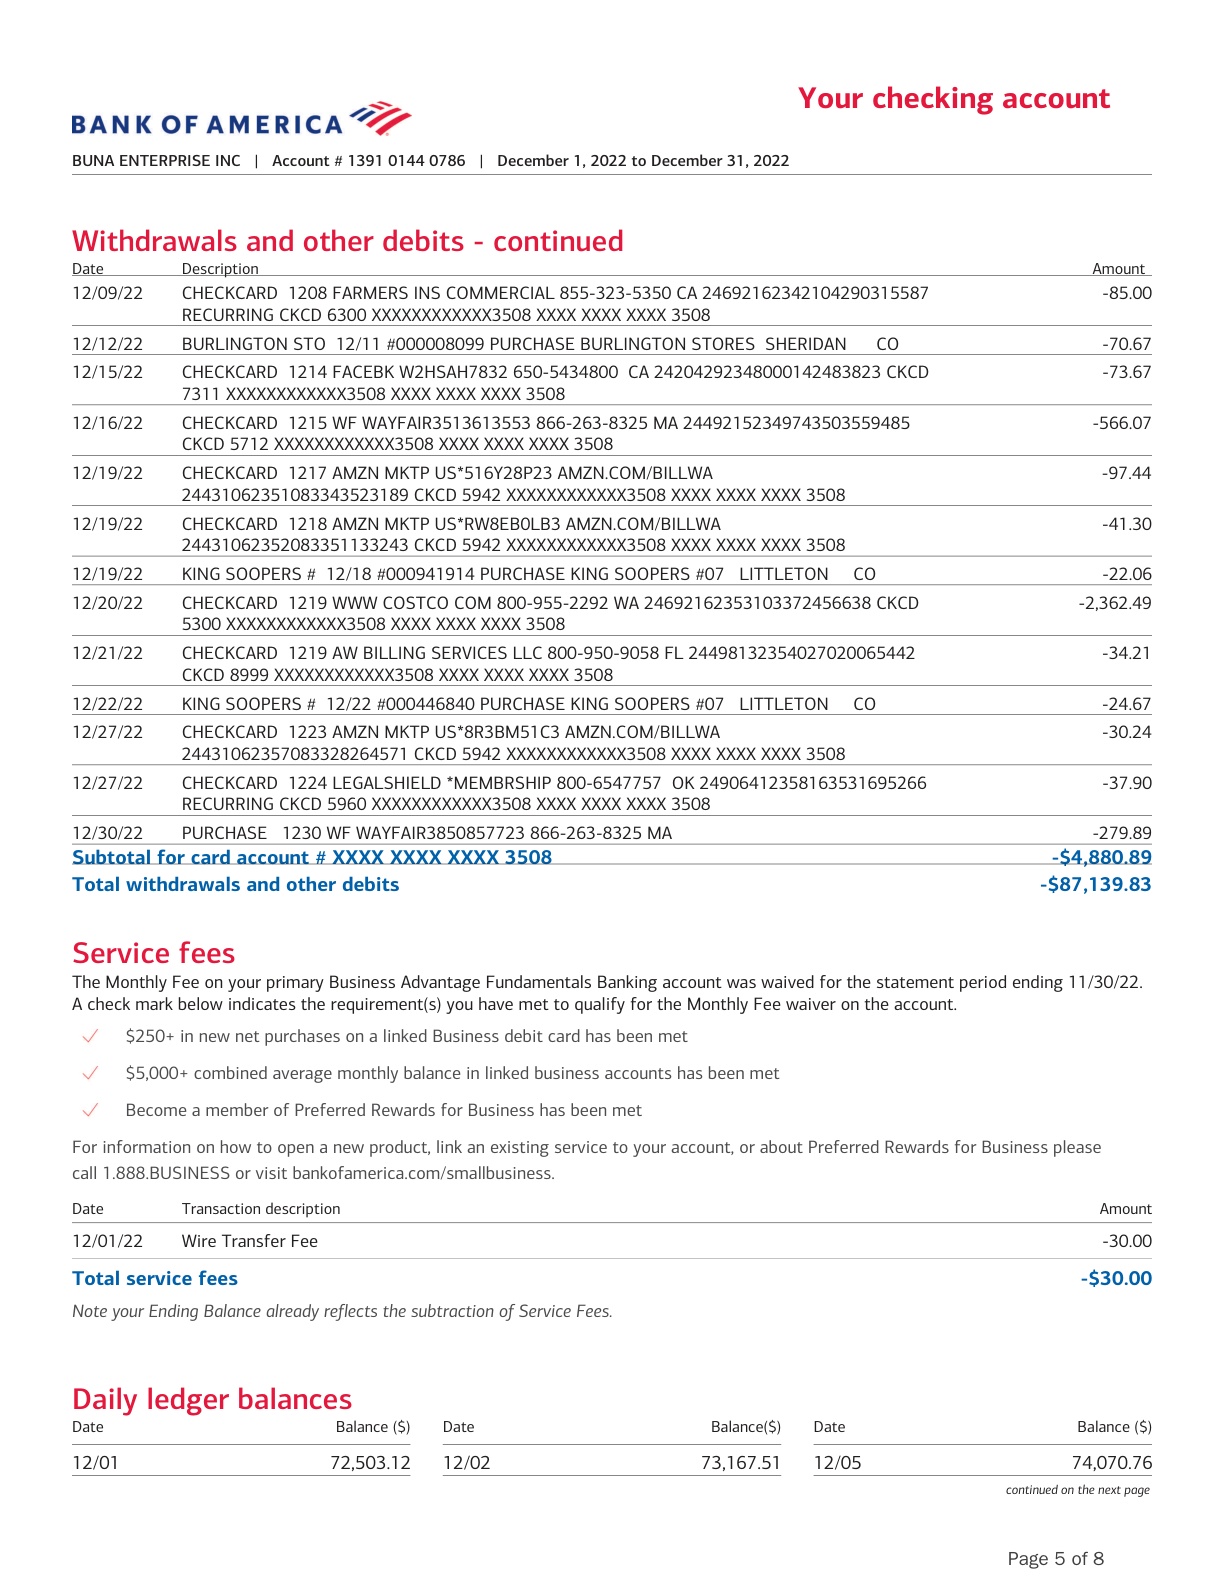 Your checking account
BANK OF AMERICA
BUNA ENTERPRISE INC | Account # 1391 0144 0786 | December 1, 2022 to December 31, 2022
Withdrawals and other debits - continued
Date Description Amount
12/09/22 CHECKCARD 1208 FARMERS INS COMMERCIAL 855-323-5350 CA 24692162342104290315587 -85.00
RECURRING CKCD 6300 XXXXXXXXXXXX3508 XXXX XXXX XXXX 3508
12/12/22 BURLINGTON STO 12/11 #000008099 PURCHASE BURLINGTON STORES SHERIDAN CO -70.67
12/15/22 CHECKCARD 1214 FACEBK W2HSAH7832 650-5434800 CA 24204292348000142483823 CKCD -73.67
7311 XXXXXXXXXXXX3508 XXXX XXXX XXXX 3508
12/16/22 CHECKCARD 1215 WF WAYFAIR3513613553 866-263-8325 MA 24492152349743503559485 -566.07
CKCD 5712 XXXXXXXXXXXX3508 XXXX XXXX XXXX 3508
12/19/22 CHECKCARD 1217 AMZN MKTP US*516Y28P23 AMZN.COM/BILLWA -97.44
24431062351083343523189 CKCD 5942 XXXXXXXXXXXX3508 XXXX XXXX XXXX 3508
12/19/22 CHECKCARD 1218 AMZN MKTP US*RW8EB0LB3 AMZN.COM/BILLWA -41.30
24431062352083351133243 CKCD 5942 XXXXXXXXXXXX3508 XXXX XXXX XXXX 3508
12/19/22 KING SOOPERS # 12/18 #000941914 PURCHASE KING SOOPERS #07 LITTLETON CO -22.06
12/20/22 CHECKCARD 1219 WWW COSTCO COM 800-955-2292 WA 24692162353103372456638 CKCD -2,362.49
5300 XXXXXXXXXXXX3508 XXXX XXXX XXXX 3508
12/21/22 CHECKCARD 1219 AW BILLING SERVICES LLC 800-950-9058 FL 24498132354027020065442 -34.21
CKCD 8999 XXXXXXXXXXXX3508 XXXX XXXX XXXX 3508
12/22/22 KING SOOPERS # 12/22 #000446840 PURCHASE KING SOOPERS #07 LITTLETON CO -24.67
12/27/22 CHECKCARD 1223 AMZN MKTP US*8R3BM51C3 AMZN.COM/BILLWA -30.24
24431062357083328264571 CKCD 5942 XXXXXXXXXXXX3508 XXXX XXXX XXXX 3508
12/27/22 CHECKCARD 1224 LEGALSHIELD *MEMBRSHIP 800-6547757 OK 24906412358163531695266 -37.90
RECURRING CKCD 5960 XXXXXXXXXXXX3508 XXXX XXXX XXXX 3508
12/30/22 PURCHASE 1230 WF WAYFAIR3850857723 866-263-8325 MA -279.89
Subtotal for card account # XXXX XXXX XXXX 3508 -$4,880.89
Total withdrawals and other debits -$87,139.83
Service fees
The Monthly Fee on your primary Business Advantage Fundamentals Banking account was waived for the statement period ending 11/30/22.
A check mark below indicates the requirement(s) you have met to qualify for the Monthly Fee waiver on the account.
$250+ in new net purchases on a linked Business debit card has been met
$5,000+ combined average monthly balance in linked business accounts has been met
Become a member of Preferred Rewards for Business has been met
For information on how to open a new product, link an existing service to your account, or about Preferred Rewards for Business please
call 1.888.BUSINESS or visit bankofamerica.com/smallbusiness.
Date Transaction description Amount
12/01/22 Wire Transfer Fee -30.00
Total service fees -$30.00
Note your Ending Balance already reflects the subtraction of Service Fees.
Daily ledger balances
Date Balance ($) Date Balance($) Date Balance ($)
12/01 72,503.12 12/02 73,167.51 12/05 74,070.76
continued on the next page
Page 5 of 8